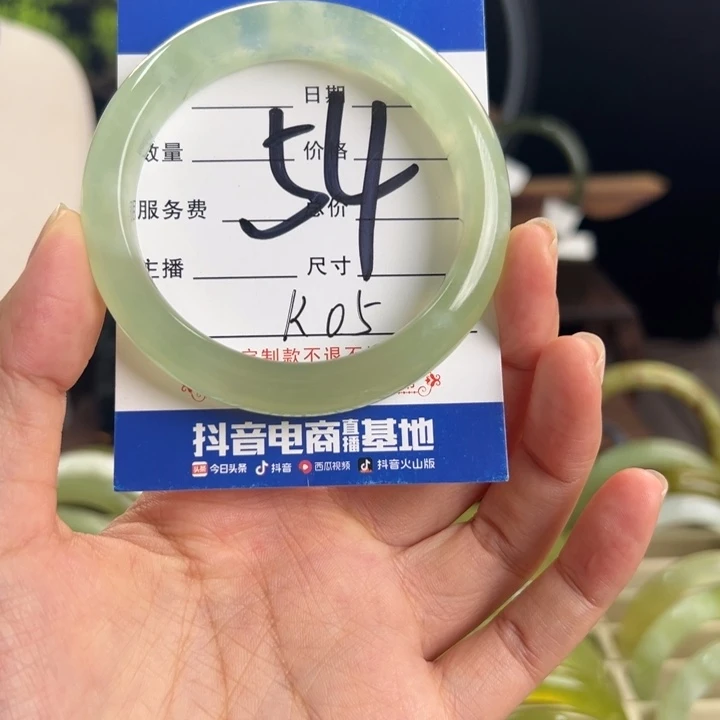 日期
54
数量 价格
服务费 总价
主播 尺寸
K05
定制款不退不
抖音电商直播基地
头条 今日头条 抖音 西瓜视频 抖音火山版